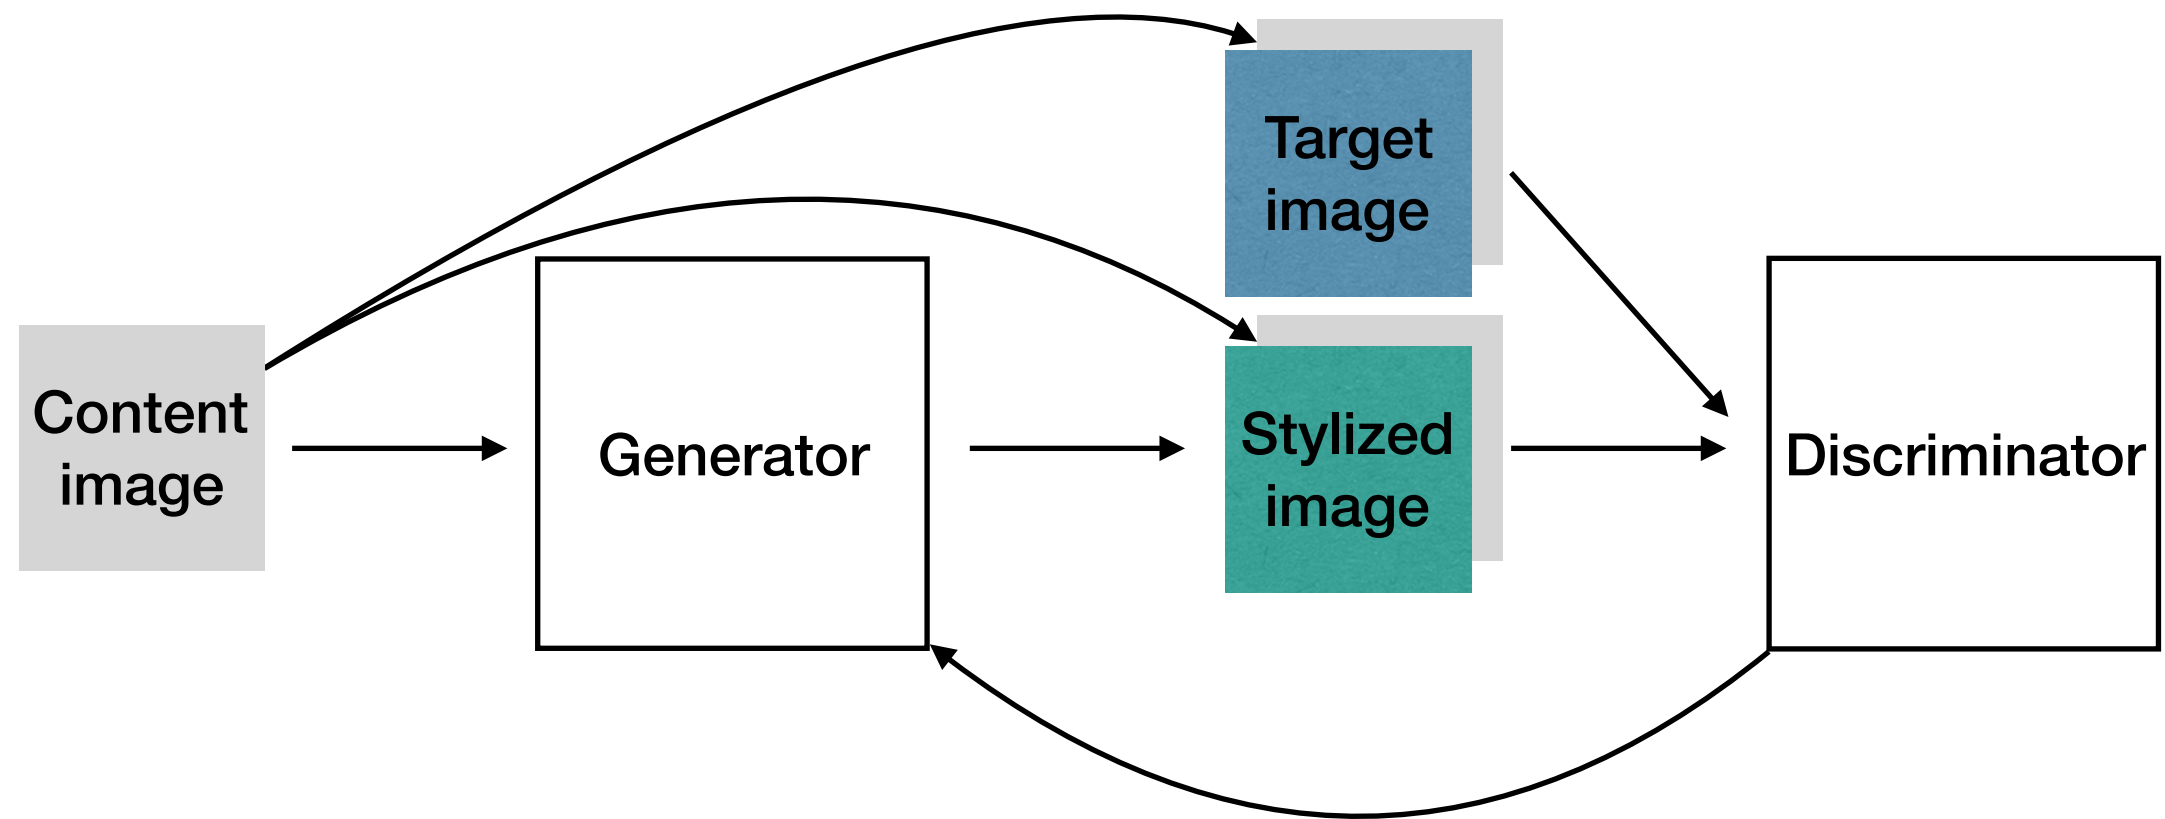 Content
image
Generator
Target
image
Stylized
image
Discriminator